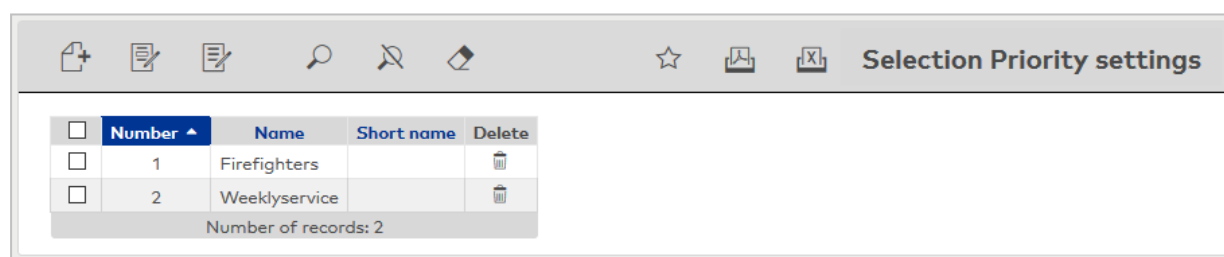 Selection Priority settings
Number Name Short name Delete
1 Firefighters
2 Weeklyservice
Number of records: 2